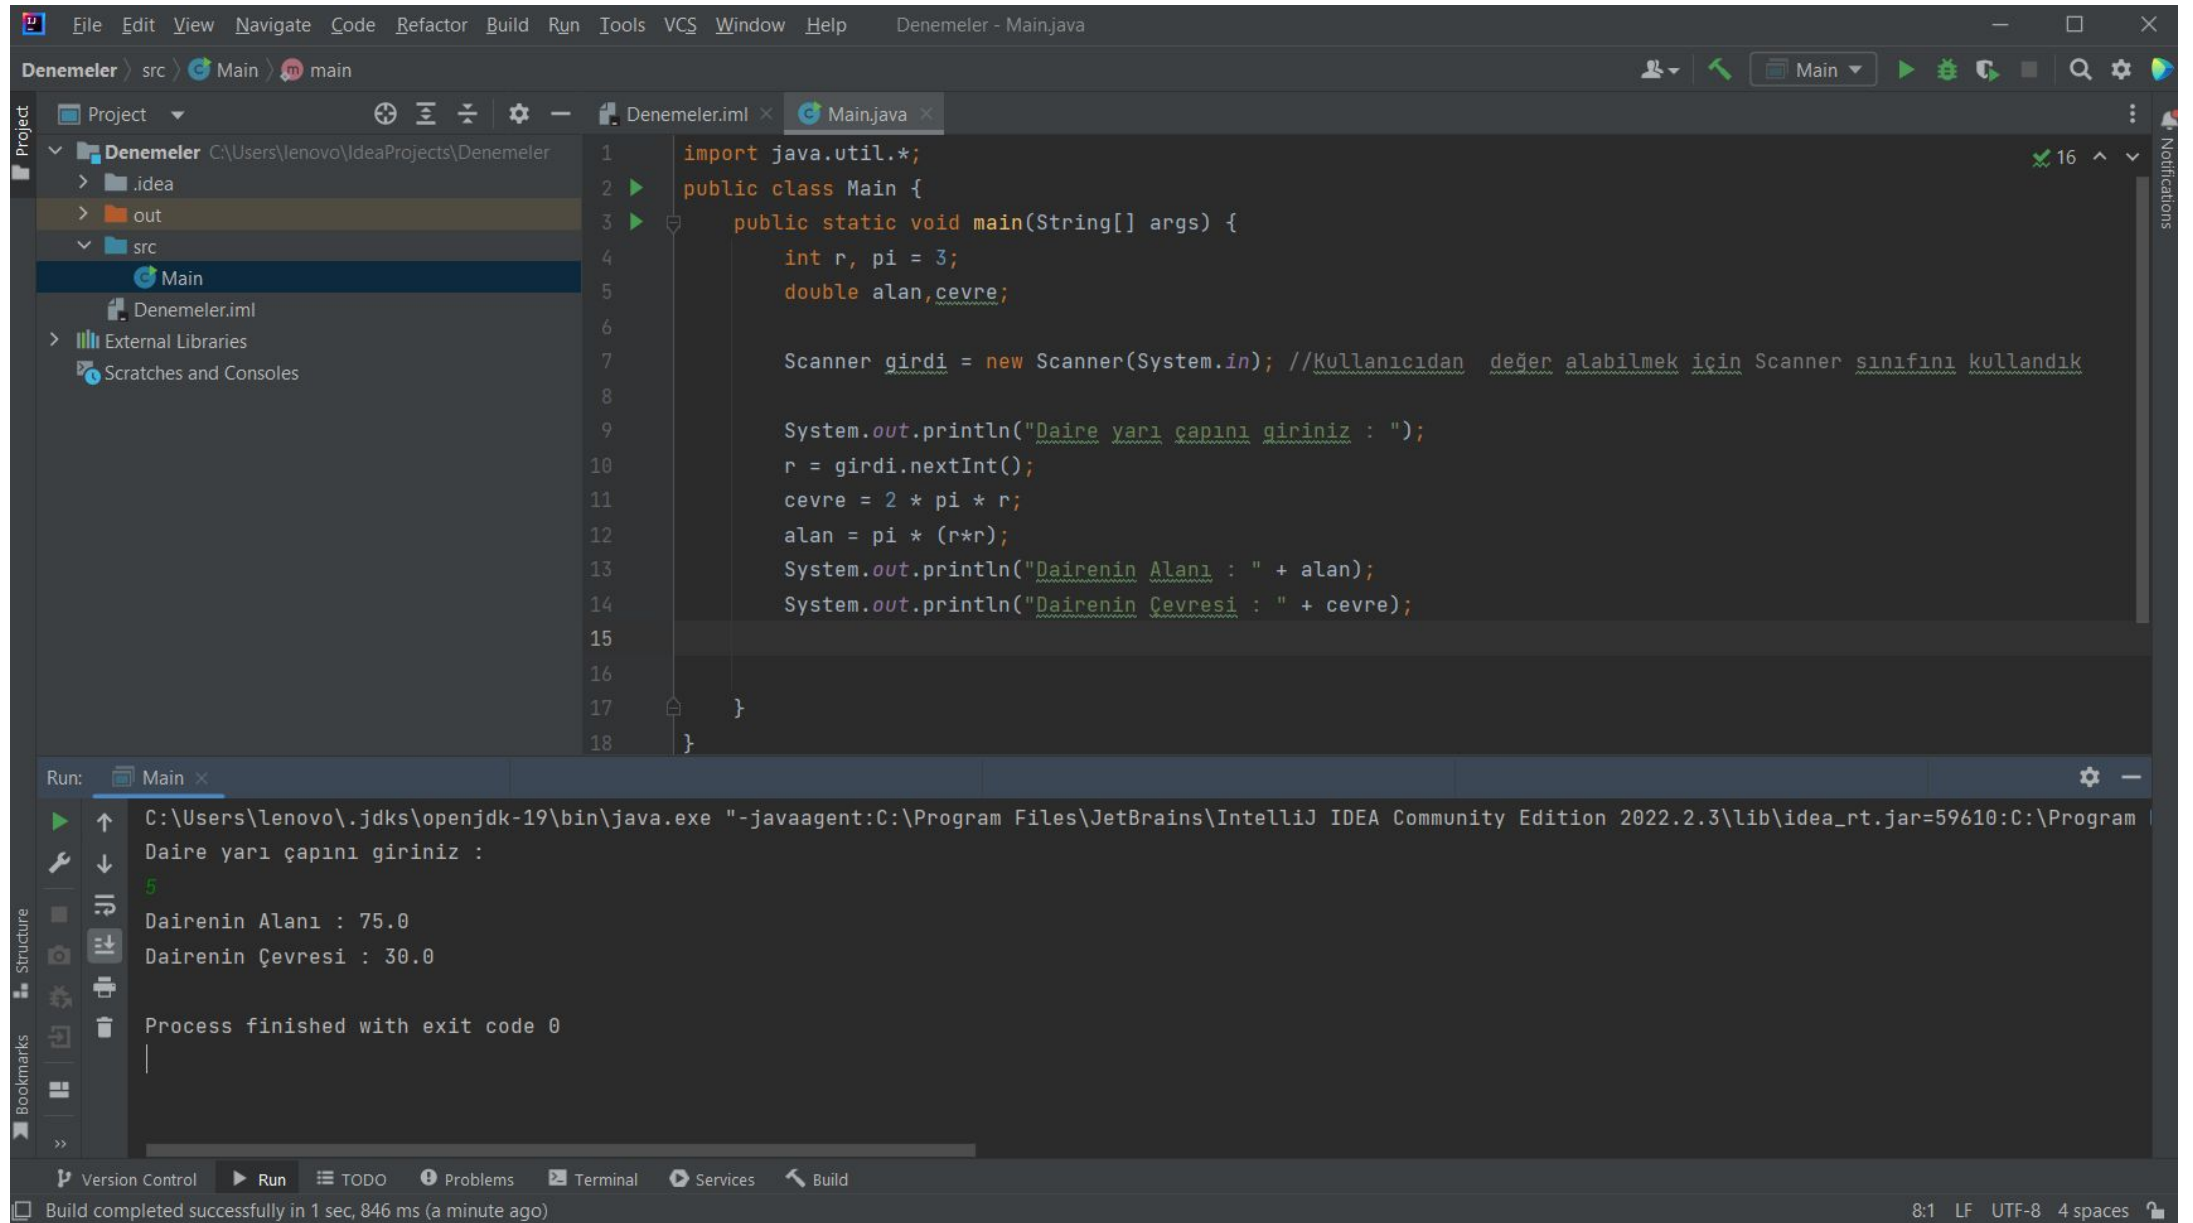 File Edit View Navigate Code Refactor Build Run Tools VCS Window Help Denemeler - Main.java
Denemeler src Main main Main
Project Denemeler.iml Main.java
Project
Notifications
Denemeler C:\Users\lenovo\IdeaProjects\Denemeler
.idea
out
src
Main
Denemeler.iml
External Libraries
Scratches and Consoles
16
1 import java.util.*;
2 public class Main {
3 public static void main(String[] args) {
4 int r, pi = 3;
5 double alan,cevre;
6
7 Scanner girdi = new Scanner(System.in); //Kullanıcıdan değer alabilmek için Scanner sınıfını kullandık
8
9 System.out.println("Daire yarı çapını giriniz : ");
10 r = girdi.nextInt();
11 cevre = 2 * pi * r;
12 alan = pi * (r*r);
13 System.out.println("Dairenin Alanı : " + alan);
14 System.out.println("Dairenin Çevresi : " + cevre);
15
16
17 }
18 }
Run: Main
C:\Users\lenovo\.jdks\openjdk-19\bin\java.exe "-javaagent:C:\Program Files\JetBrains\IntelliJ IDEA Community Edition 2022.2.3\lib\idea_rt.jar=59610:C:\Program
Daire yarı çapını giriniz :
5
Dairenin Alanı : 75.0
Dairenin Çevresi : 30.0
Process finished with exit code 0
Structure
Bookmarks
Version Control Run TODO Problems Terminal Services Build
Build completed successfully in 1 sec, 846 ms (a minute ago) 8:1 LF UTF-8 4 spaces